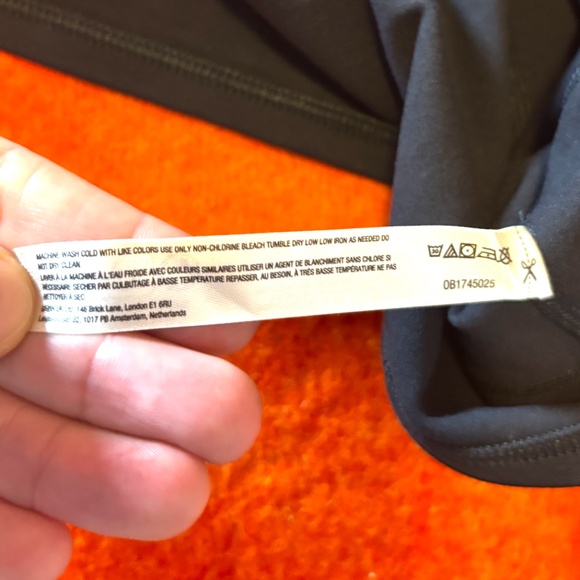 MACHINE WASH COLD WITH LIKE COLORS USE ONLY NON-CHLORINE BLEACH TUMBLE DRY LOW LOW IRON AS NEEDED DO
NOT DRY CLEAN
LAVER À LA MACHINE À L'EAU FROIDE AVEC COULEURS SIMILAIRES UTILISER UN AGENT DE BLANCHIMENT SANS CHLORE SI
NÉCESSAIRE SÉCHER PAR CULBUTAGE À BASSE TEMPÉRATURE REPASSER, AU BESOIN, À TRÈS BASSE TEMPÉRATURE NE PAS
NETTOYER À SEC
148 Brick Lane, London E1 6RU
1017 PB Amsterdam, Netherlands
30
0B1745025